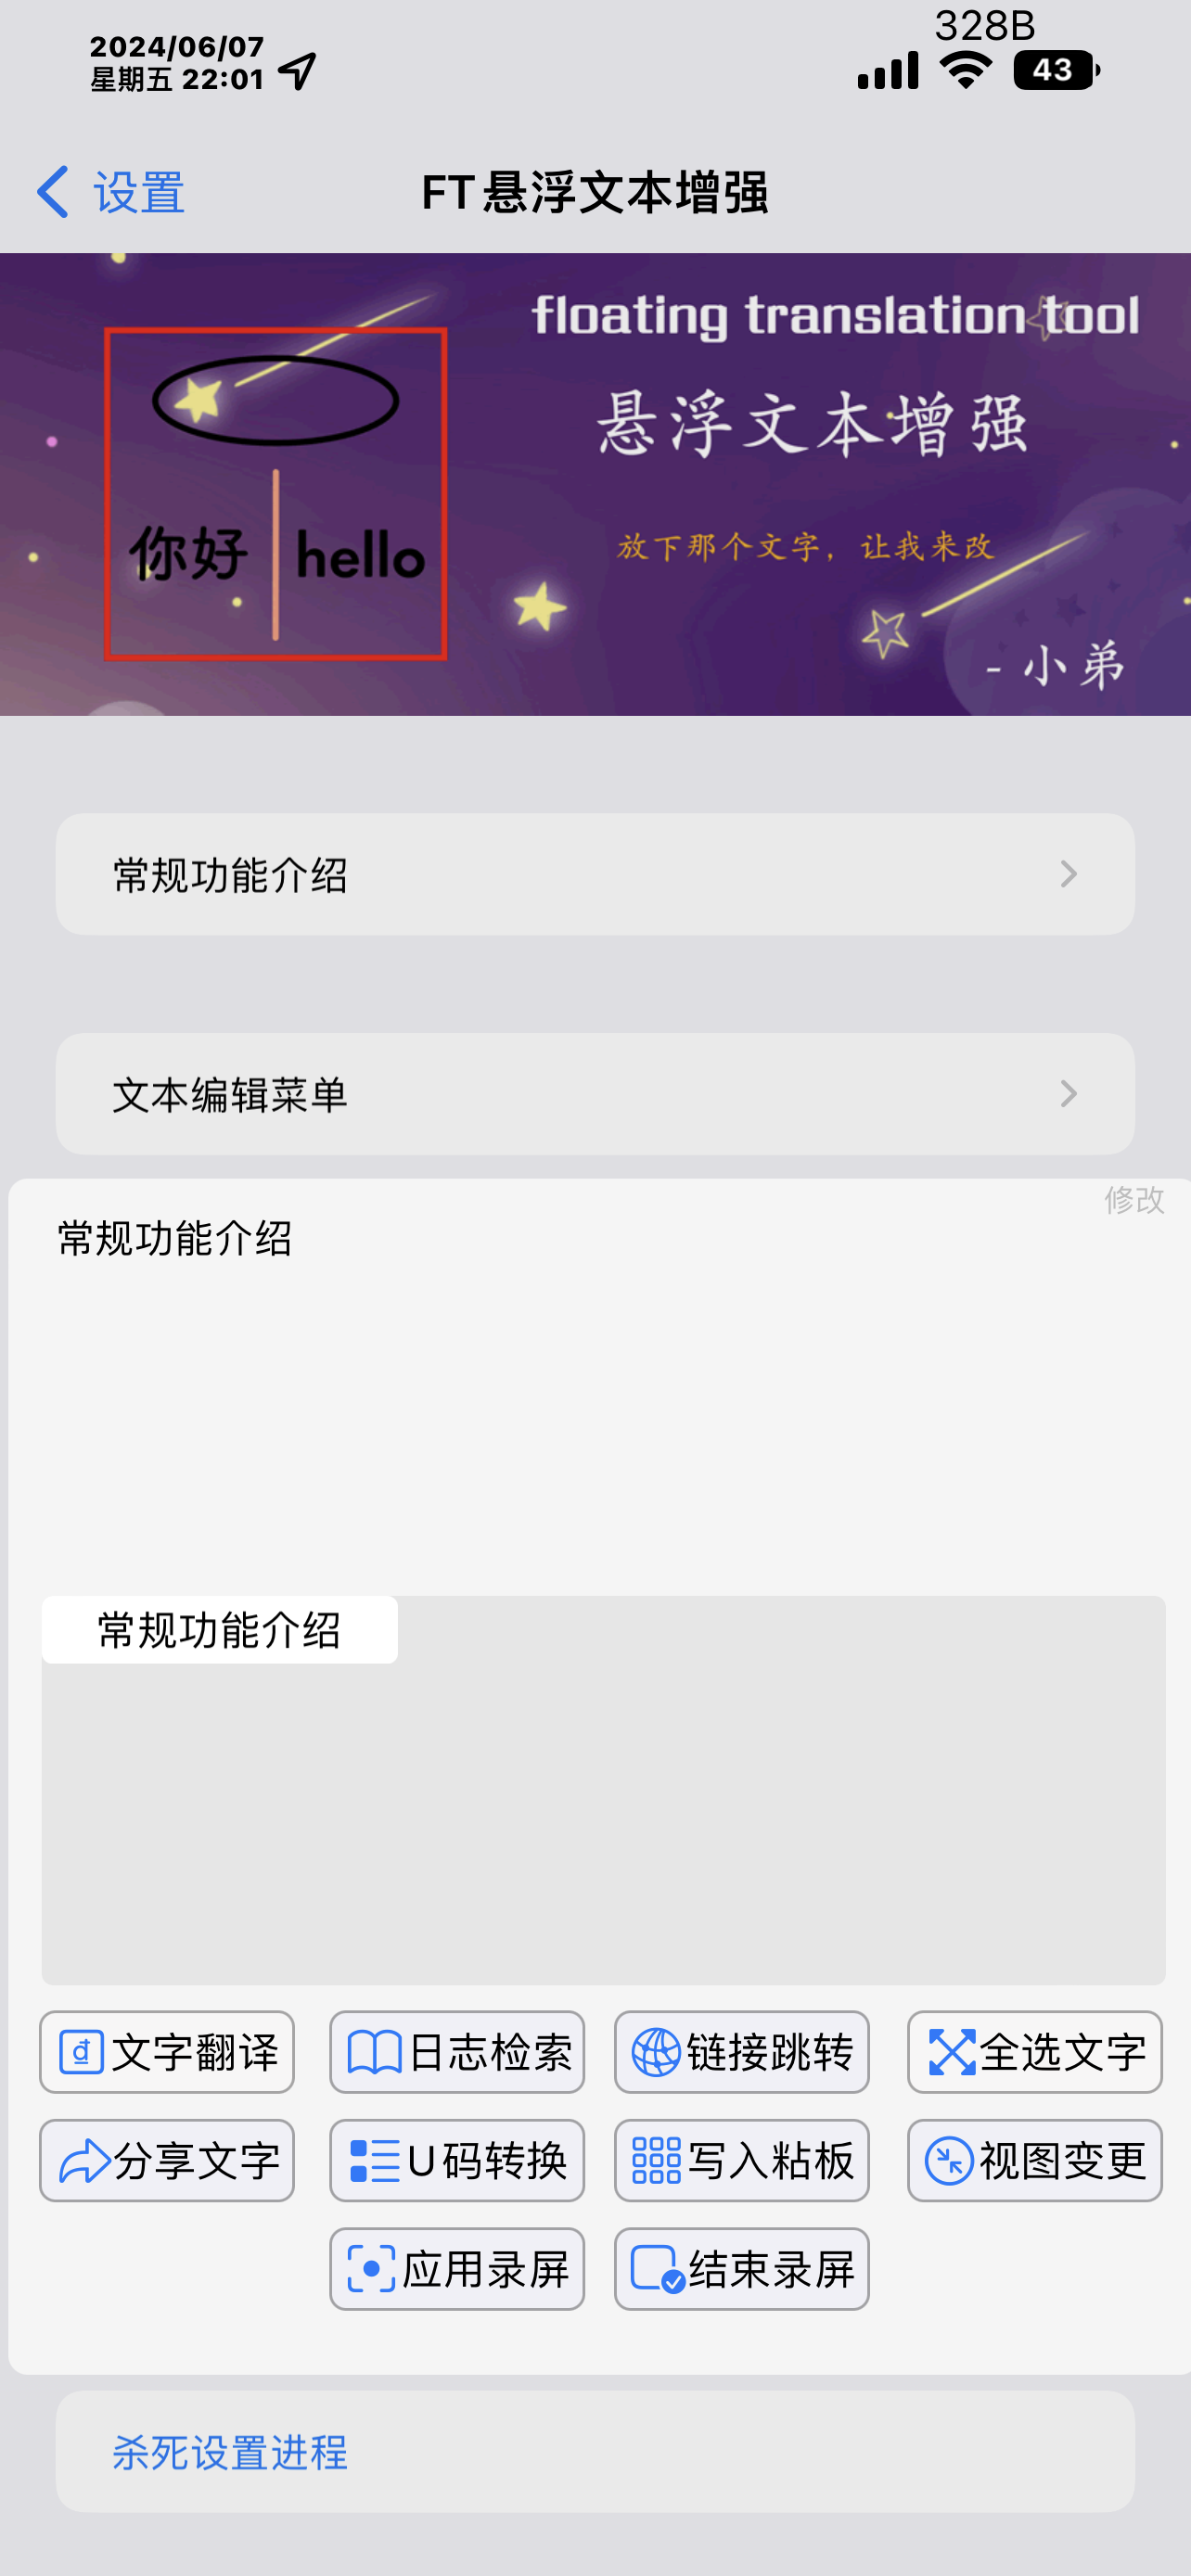 328B
2024/06/07
星期五 22:01
43
设置
FT悬浮文本增强
floating translation tool
悬浮文本增强
你好 hello
放下那个文字，让我来改
- 小弟
常规功能介绍
文本编辑菜单
修改
常规功能介绍
常规功能介绍
文字翻译 日志检索 链接跳转 全选文字
分享文字 U码转换 写入粘板 视图变更
应用录屏 结束录屏
杀死设置进程